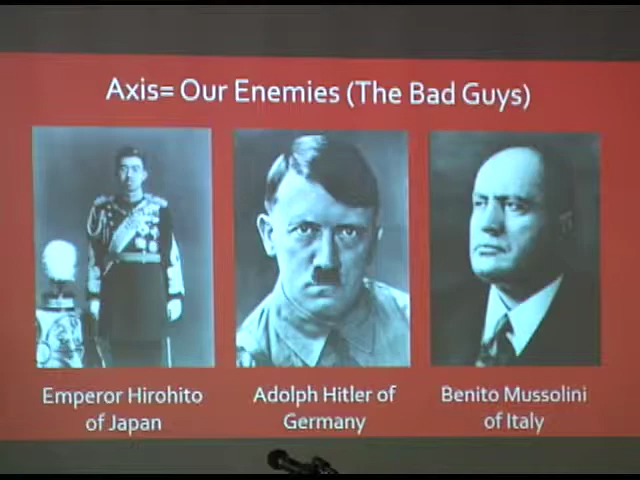 Axis= Our Enemies (The Bad Guys)
Emperor Hirohito
of Japan
Adolph Hitler of
Germany
Benito Mussolini
of Italy